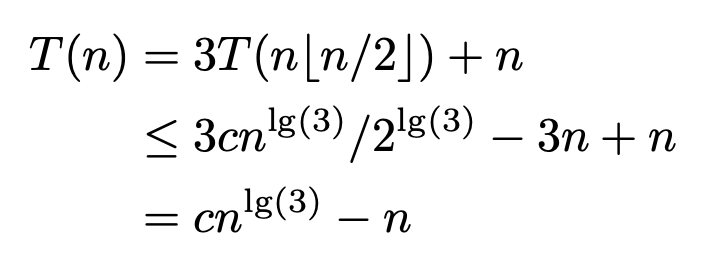 T(n) = 3T(n⌊n/2⌋) + n
≤ 3cn^{lg(3)}/2^{lg(3)} − 3n + n
= cn^{lg(3)} − n